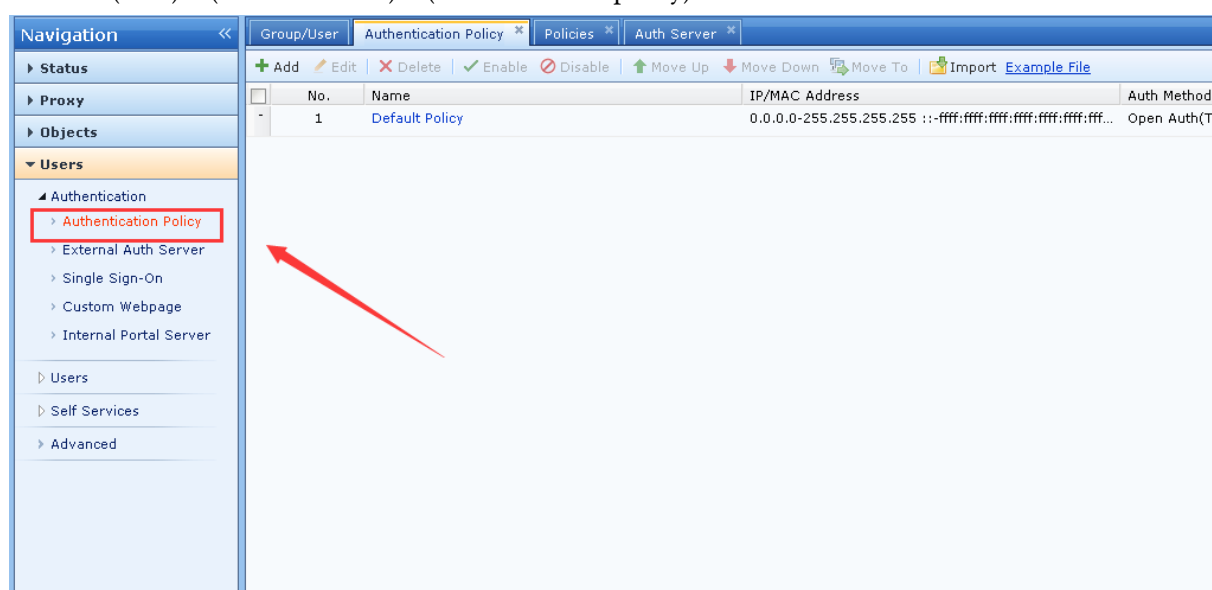 Navigation «
Group/User Authentication Policy × Policies × Auth Server ×
Status
Add Edit Delete Enable Disable Move Up Move Down Move To Import Example File
Proxy
No. Name IP/MAC Address Auth Method
Objects
- 1 Default Policy 0.0.0.0-255.255.255.255 ::-ffff:ffff:ffff:ffff:ffff:ffff:fff... Open Auth(T
Users
Authentication
Authentication Policy
External Auth Server
Single Sign-On
Custom Webpage
Internal Portal Server
Users
Self Services
Advanced